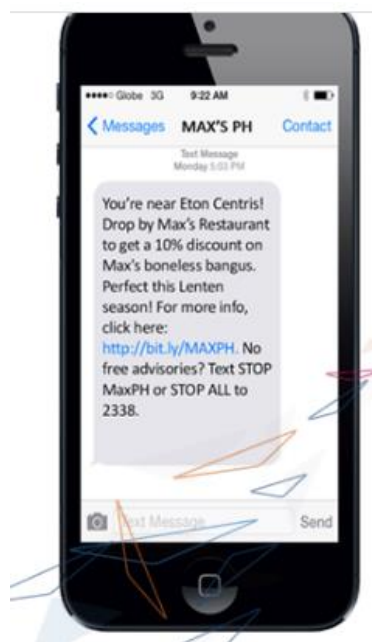 Globe 3G 9:22 AM
Messages MAX'S PH Contact
Text Message
Monday 5:03 PM
You're near Eton Centris!
Drop by Max's Restaurant
to get a 10% discount on
Max's boneless bangus.
Perfect this Lenten
season! For more info,
click here:
http://bit.ly/MAXPH. No
free advisories? Text STOP
MaxPH or STOP ALL to
2338.
Text Message Send